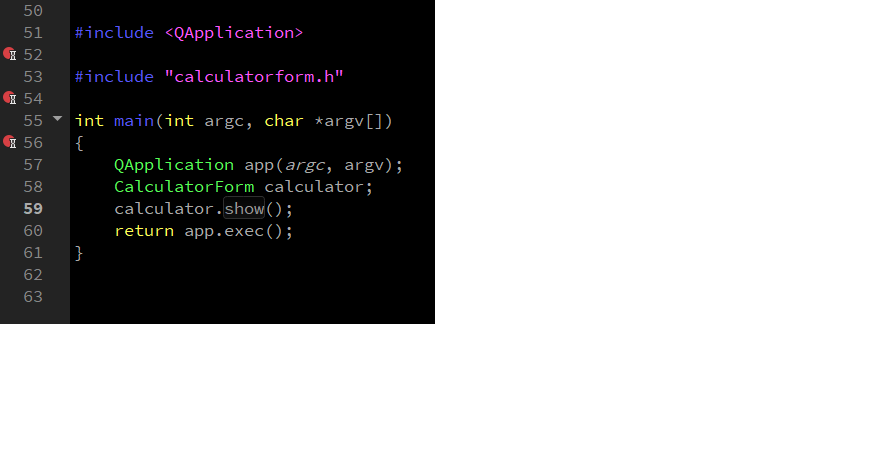 50
51 #include <QApplication>
52
53 #include "calculatorform.h"
54
55 int main(int argc, char *argv[])
56 {
57     QApplication app(argc, argv);
58     CalculatorForm calculator;
59     calculator.show();
60     return app.exec();
61 }
62
63